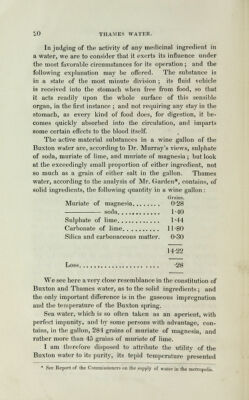 50 THAMES WATER.
In judging of the activity of any medicinal ingredient in
a water, we are to consider that it exerts its influence under
the most favorable circumstances for its operation; and the
following explanation may be offered. The substance is
in a state of the most minute division; its fluid vehicle
is received into the stomach when free from food, so that
it acts readily upon the whole surface of this sensible
organ, in the first instance; and not requiring any stay in the
stomach, as every kind of food does, for digestion, it be-
comes quickly absorbed into the circulation, and imparts
some certain effects to the blood itself.
The active material substances in a wine gallon of the
Buxton water are, according to Dr. Murray's views, sulphate
of soda, muriate of lime, and muriate of magnesia; but look
at the exceedingly small proportion of either ingredient, not
so much as a grain of either salt in the gallon. Thames
water, according to the analysis of Mr. Garden*, contains, of
solid ingredients, the following quantity in a wine gallon:
Grains.
Muriate of magnesia........ 0·28
——— soda............ 1·40
Sulphate of lime............ 1·44
Carbonate of lime.......... 11·80
Silica and carbonaceous matter. 0·30
14·22
Loss.................... ·28
We see here a very close resemblance in the constitution of
Buxton and Thames water, as to the solid ingredients; and
the only important difference is in the gaseous impregnation
and the temperature of the Buxton spring.
Sea water, which is so often taken as an aperient, with
perfect impunity, and by some persons with advantage, con-
tains, in the gallon, 284 grains of muriate of magnesia, and
rather more than 45 grains of muriate of lime.
I am therefore disposed to attribute the utility of the
Buxton water to its purity, its tepid temperature presented
* See Report of the Commissioners on the supply of water in the metropolis.